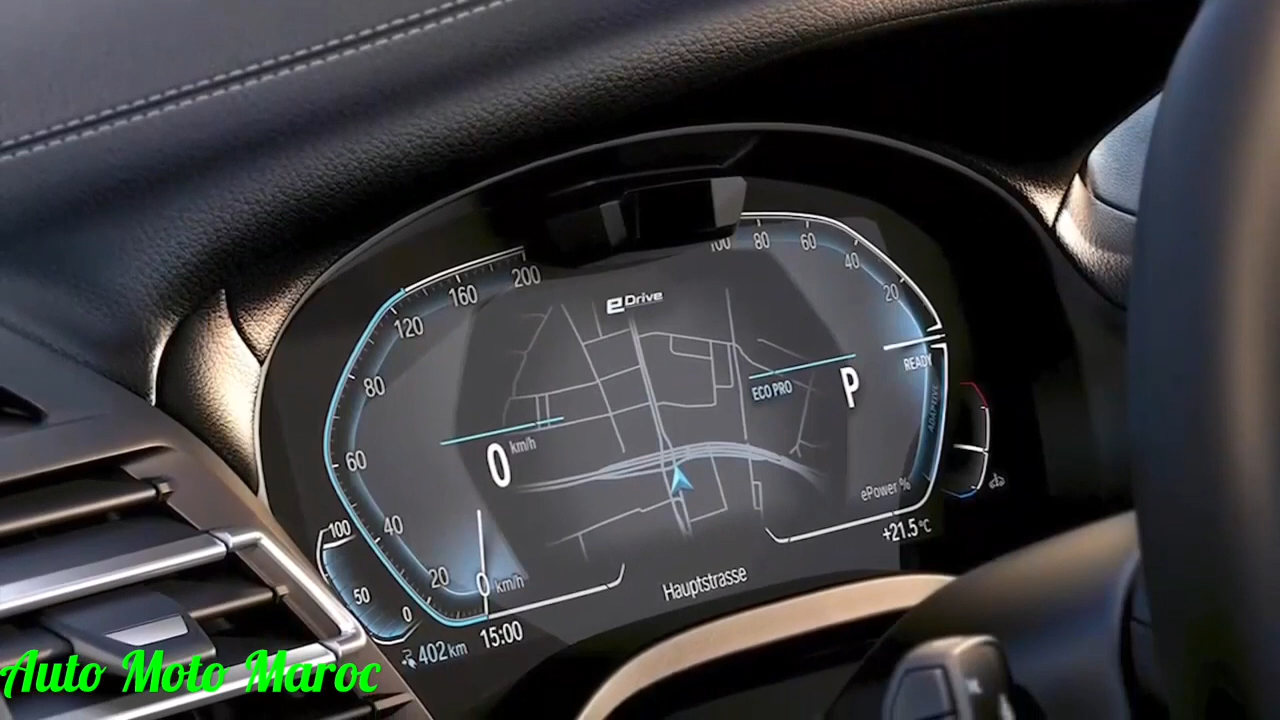 eDrive
200
160
120
80
60
40
20
0 km/h
100
80
60
40
20
READY
ADAPTIVE
ECO PRO
P
0 km/h
ePower %
+21.5 °C
100
50
0
402 km
15:00
Hauptstrasse
Auto Moto Maroc